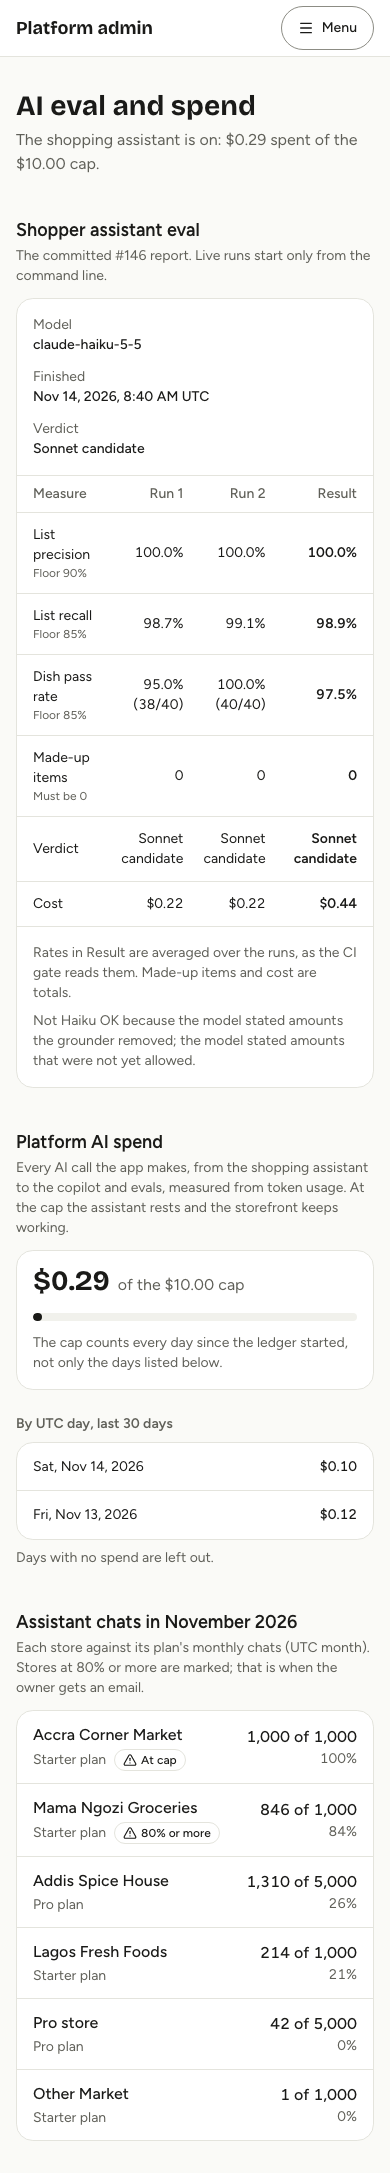 Platform admin
Menu
AI eval and spend
The shopping assistant is on: $0.29 spent of the
$10.00 cap.
Shopper assistant eval
The committed #146 report. Live runs start only from the
command line.
Model
claude-haiku-5-5
Finished
Nov 14, 2026, 8:40 AM UTC
Verdict
Sonnet candidate
Measure Run 1 Run 2 Result
List
precision
Floor 90%
100.0% 100.0% 100.0%
List recall
Floor 85%
98.7% 99.1% 98.9%
Dish pass
rate
Floor 85%
95.0%
(38/40)
100.0%
(40/40)
97.5%
Made-up
items
Must be 0
0 0 0
Verdict
Sonnet
candidate
Sonnet
candidate
Sonnet
candidate
Cost $0.22 $0.22 $0.44
Rates in Result are averaged over the runs, as the CI
gate reads them. Made-up items and cost are
totals.
Not Haiku OK because the model stated amounts
the grounder removed; the model stated amounts
that were not yet allowed.
Platform AI spend
Every AI call the app makes, from the shopping assistant
to the copilot and evals, measured from token usage. At
the cap the assistant rests and the storefront keeps
working.
$0.29 of the $10.00 cap
The cap counts every day since the ledger started,
not only the days listed below.
By UTC day, last 30 days
Sat, Nov 14, 2026 $0.10
Fri, Nov 13, 2026 $0.12
Days with no spend are left out.
Assistant chats in November 2026
Each store against its plan's monthly chats (UTC month).
Stores at 80% or more are marked; that is when the
owner gets an email.
Accra Corner Market 1,000 of 1,000
Starter plan At cap 100%
Mama Ngozi Groceries 846 of 1,000
Starter plan 80% or more 84%
Addis Spice House 1,310 of 5,000
Pro plan 26%
Lagos Fresh Foods 214 of 1,000
Starter plan 21%
Pro store 42 of 5,000
Pro plan 0%
Other Market 1 of 1,000
Starter plan 0%